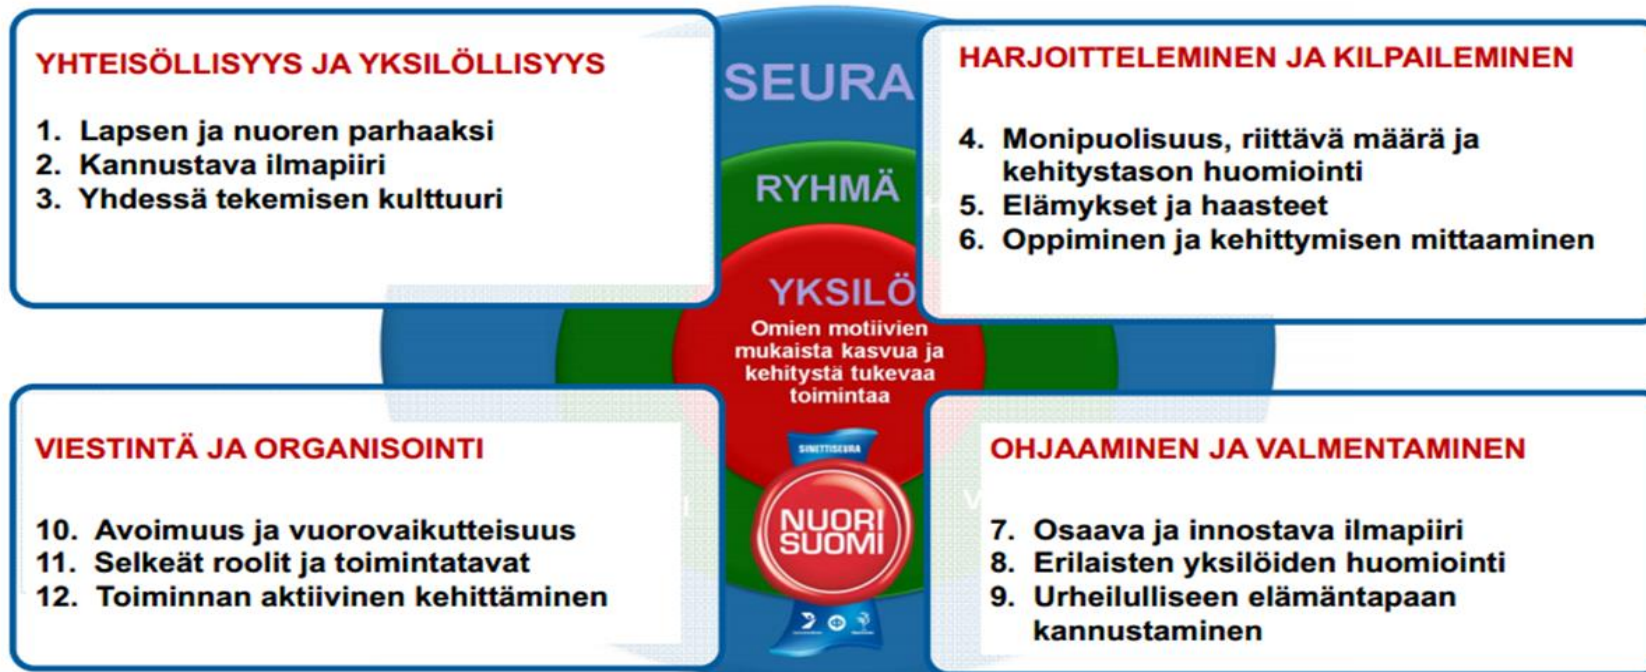 YHTEISÖLLISYYS JA YKSILÖLLISYYS
1. Lapsen ja nuoren parhaaksi
2. Kannustava ilmapiiri
3. Yhdessä tekemisen kulttuuri
SEURA
RYHMÄ
YKSILÖ
Omien motiivien
mukaista kasvua ja
kehitystä tukevaa
toimintaa
SINETTISEURA
NUORI
SUOMI
HARJOITTELEMINEN JA KILPAILEMINEN
4. Monipuolisuus, riittävä määrä ja
kehitystason huomiointi
5. Elämykset ja haasteet
6. Oppiminen ja kehittymisen mittaaminen
OHJAAMINEN JA VALMENTAMINEN
7. Osaava ja innostava ilmapiiri
8. Erilaisten yksilöiden huomiointi
9. Urheilulliseen elämäntapaan
kannustaminen
VIESTINTÄ JA ORGANISOINTI
10. Avoimuus ja vuorovaikutteisuus
11. Selkeät roolit ja toimintatavat
12. Toiminnan aktiivinen kehittäminen